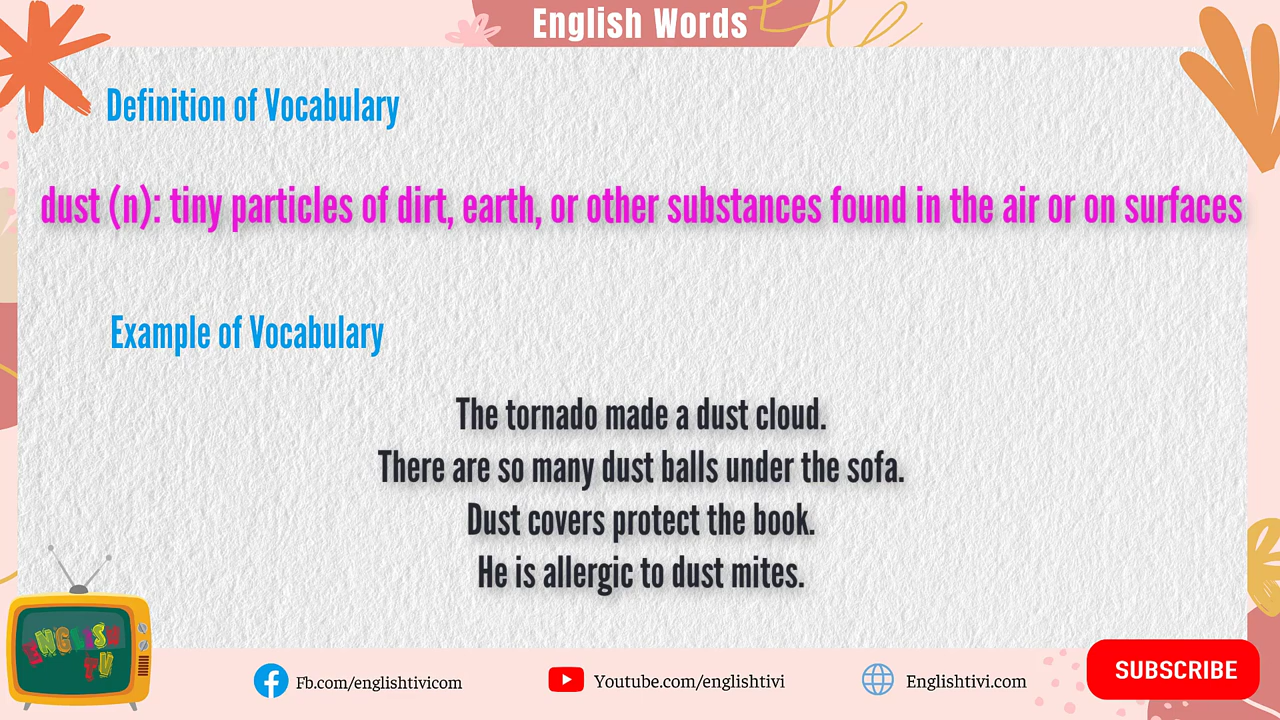 English Words
Definition of Vocabulary
dust (n): tiny particles of dirt, earth, or other substances found in the air or on surfaces
Example of Vocabulary
The tornado made a dust cloud.
There are so many dust balls under the sofa.
Dust covers protect the book.
He is allergic to dust mites.
ENGLISH
TV
Fb.com/englishtivicom
Youtube.com/englishtivi
Englishtivi.com
SUBSCRIBE